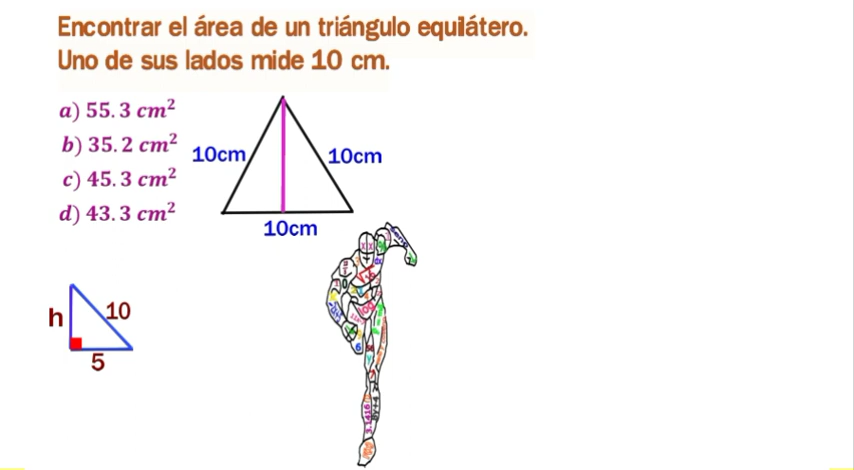 Encontrar el área de un triángulo equilátero.
Uno de sus lados mide 10 cm.
a) 55.3 cm²
b) 35.2 cm²
c) 45.3 cm²
d) 43.3 cm²
10cm
10cm
10cm
h
10
5